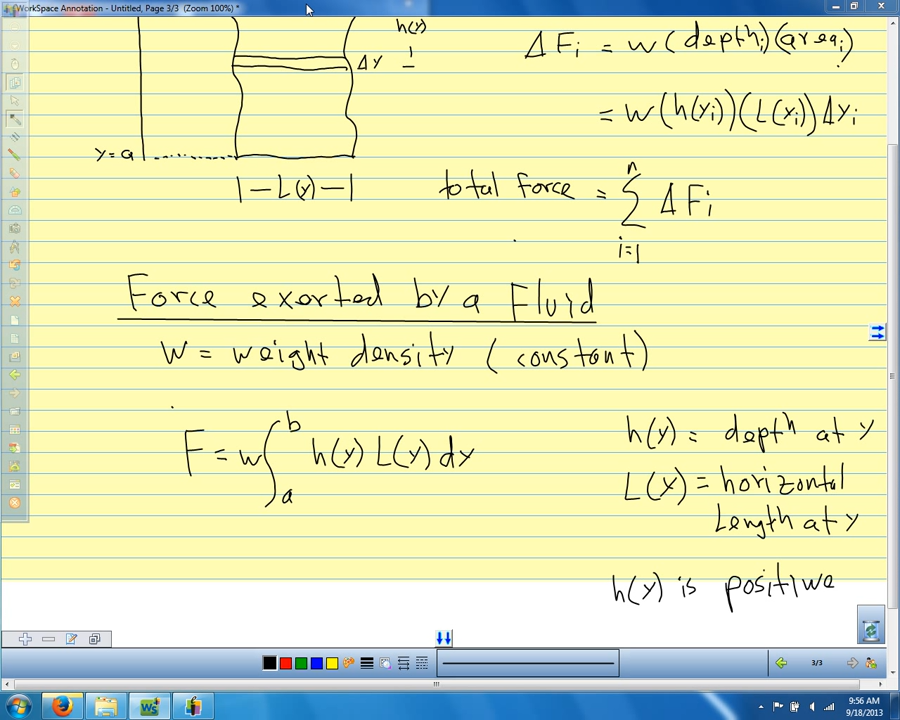 WorkSpace Annotation - Untitled, Page 3/3 (Zoom 100%) *
h(y)
ΔFi = w(depthi)(areai)
Δy
= w(h(yi))(L(yi))Δyi
y=a
|—L(y)—|
total force = Σ ΔFi
n
i=1
Force exerted by a Fluid
w = weight density (constant)
F = w∫ₐᵇ h(y) L(y) dy
h(y) = depth at y
L(y) = horizontal
Length at y
h(y) is positive
3/3
9:56 AM
9/18/2013